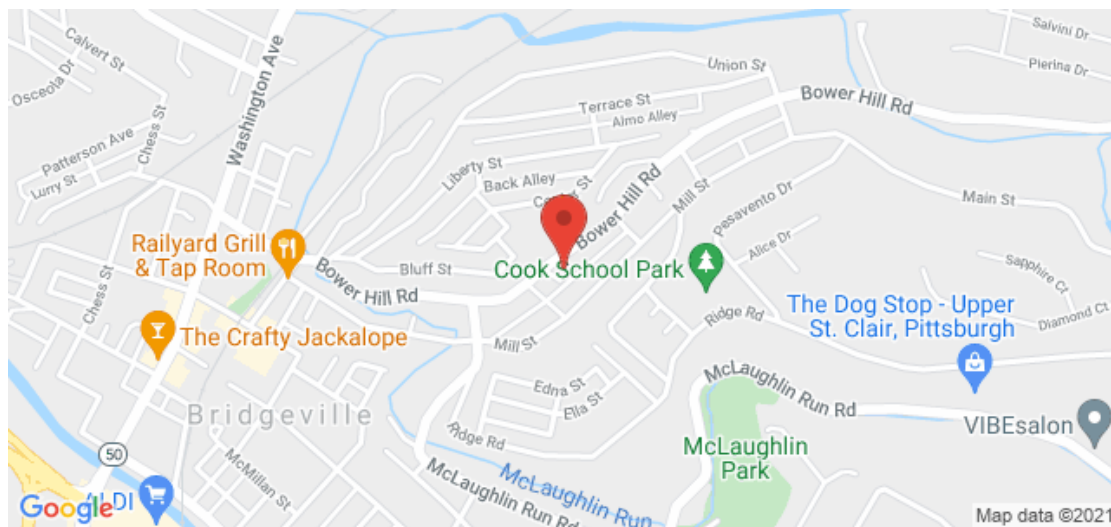 Calvert St
Osceola Dr
Washington Ave
Chess St
Patterson Ave
Lurry St
Union St
Salvini Dr
Pierina Dr
Bower Hill Rd
Terrace St
Almo Alley
Liberty St
Back Alley
Bower Hill Rd
Mill St
Pesavento Dr
Main St
Alice Dr
Railyard Grill
& Tap Room
Bluff St
Cook School Park
Sapphire Ct
Chess St
Bower Hill Rd
Ridge Rd
The Dog Stop - Upper
St. Clair, Pittsburgh
Diamond Ct
The Crafty Jackalope
Mill St
McLaughlin Run Rd
Edna St
Ella St
Bridgeville
Ridge Rd
VIBEsalon
McLaughlin
Park
50
McMillan St
McLaughlin Run Rd
McLaughlin Run
ALDI
Google
Map data ©2021